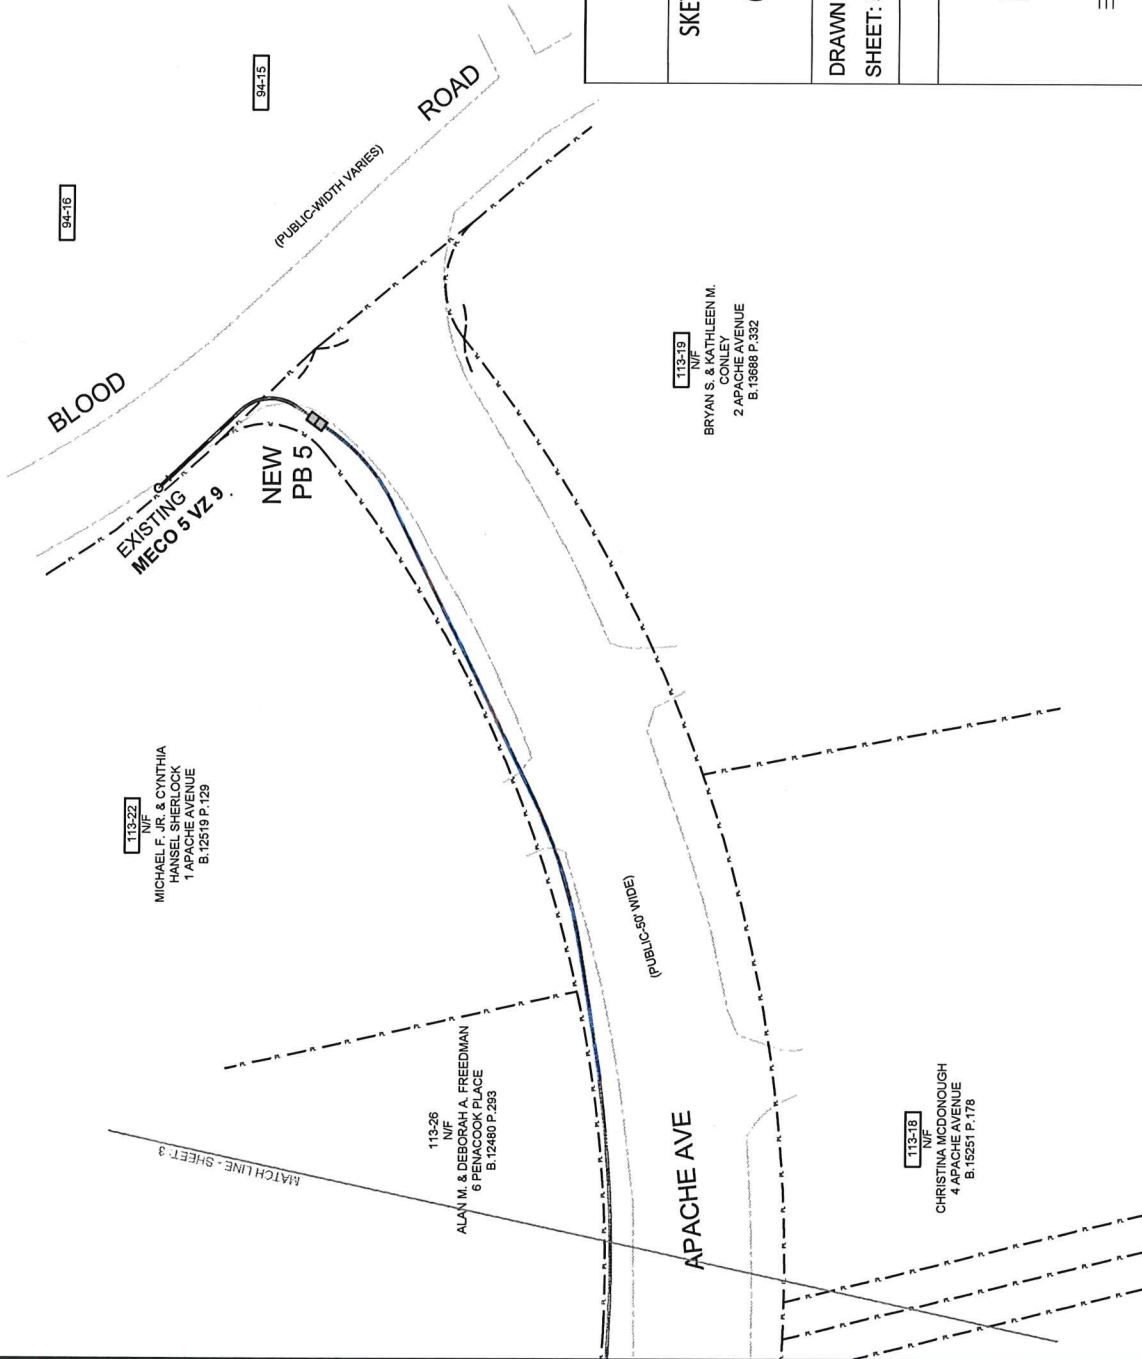 94-16
94-15
BLOOD
ROAD
(PUBLIC-WIDTH VARIES)
EXISTING
MECO 5 VZ 9
NEW
PB 5
113-22
N/F
MICHAEL F. JR. & CYNTHIA
HANSEL SHERLOCK
1 APACHE AVENUE
B.12519 P.129
113-19
N/F
BRYAN S. & KATHLEEN M.
CONLEY
2 APACHE AVENUE
B.13688 P.332
(PUBLIC-50' WIDE)
113-26
N/F
ALAN M. & DEBORAH A. FREEDMAN
6 PENACOOK PLACE
B.12480 P.293
MATCH LINE - SHEET: 3
APACHE AVE
113-18
N/F
CHRISTINA MCDONOUGH
4 APACHE AVENUE
B.15251 P.178
SKE
DRAWN
SHEET: